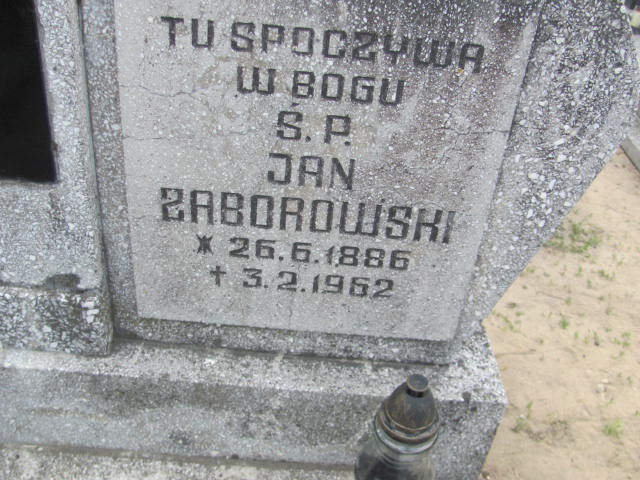 TU SPOCZYWA
W BOGU
Ś. P.
JAN
ZABOROWSKI
* 26.6.1886
† 3.2.1962